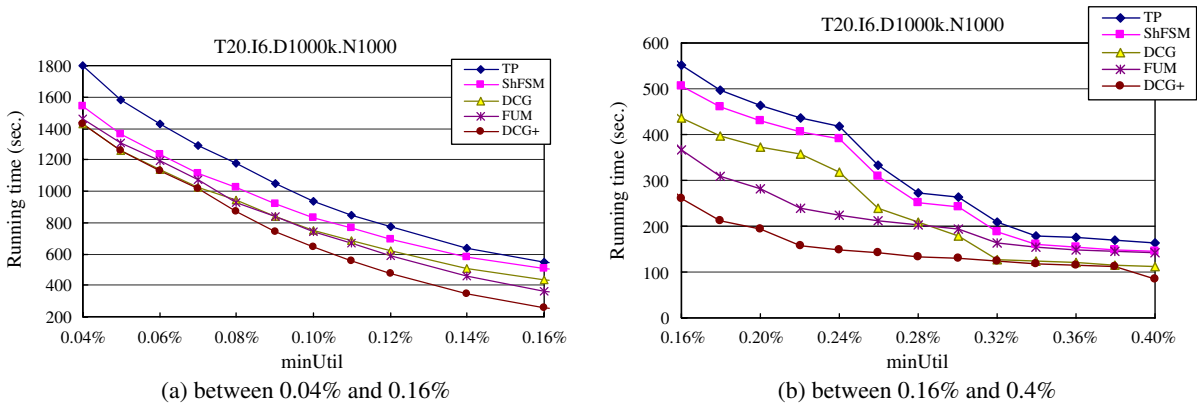 T20.I6.D1000k.N1000
Running time (sec.)
1800
1600
1400
1200
1000
800
600
400
200
0.04%
0.06%
0.08%
0.10%
0.12%
0.14%
0.16%
minUtil
TP
ShFSM
DCG
FUM
DCG+
(a) between 0.04% and 0.16%
T20.I6.D1000k.N1000
Running time (sec.)
600
500
400
300
200
100
0
0.16%
0.20%
0.24%
0.28%
0.32%
0.36%
0.40%
minUtil
TP
ShFSM
DCG
FUM
DCG+
(b) between 0.16% and 0.4%